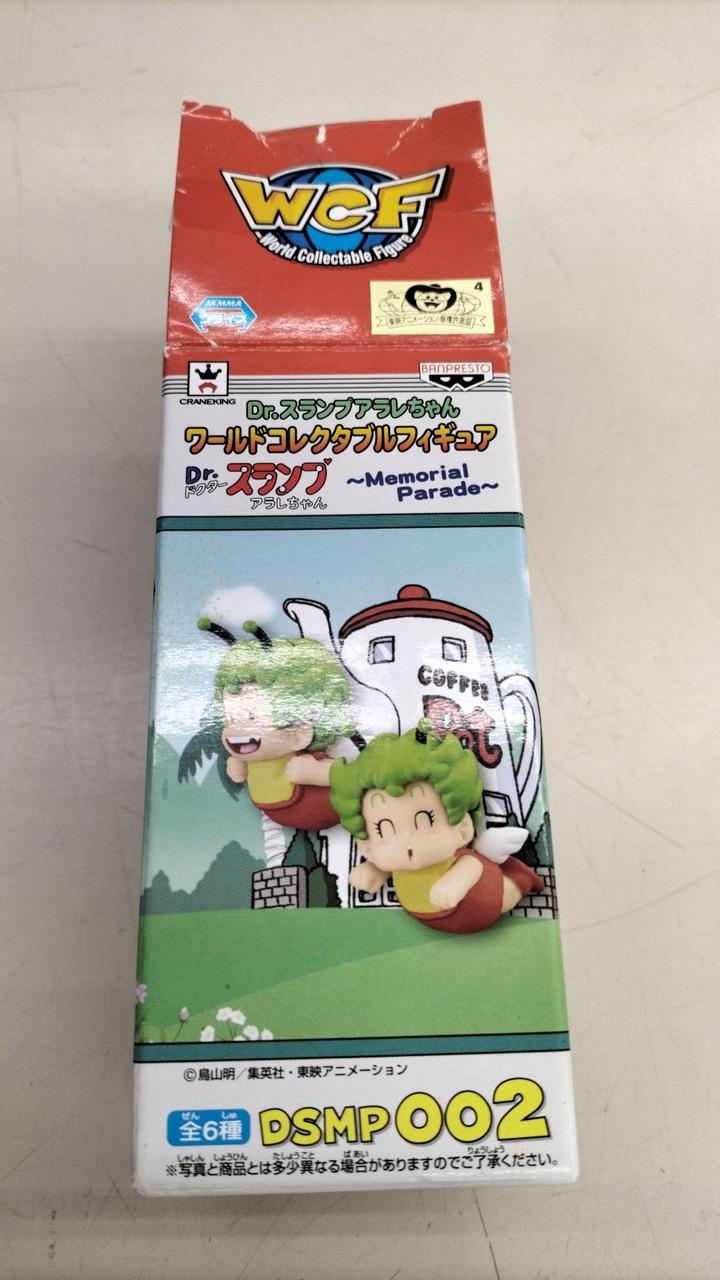 WCF
World Collectable Figure
JAMMA
プライズ
4
東映アニメーション版権許諾証
CRANEKING
BANPRESTO
Dr.スランプアラレちゃん
ワールドコレクタブルフィギュア
Dr.スランプ
ドクター
アラレちゃん
～Memorial
Parade～
COFFEE
Pot
©鳥山明／集英社・東映アニメーション
ぜん しゅ
全6種
DSMP002
しゃしん しょうひん たしょうこと ばあい りょうしょう
※写真と商品とは多少異なる場合がありますのでご了承ください。